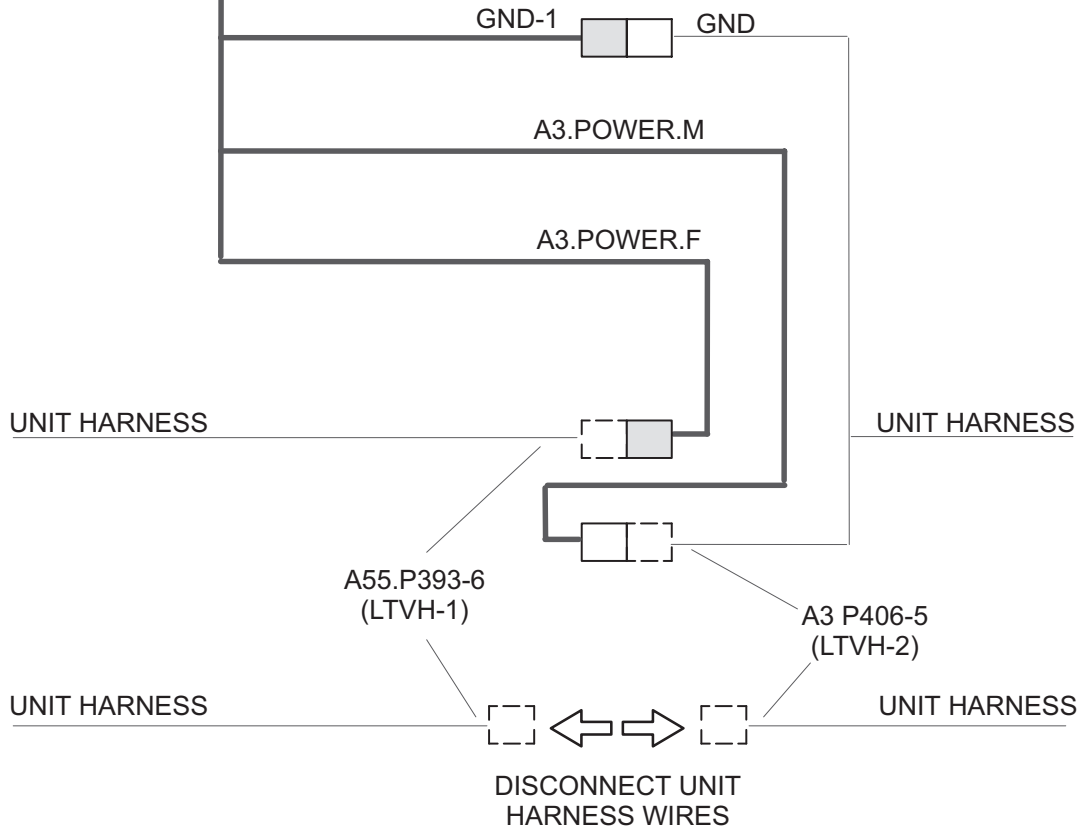 GND-1
GND
A3.POWER.M
A3.POWER.F
UNIT HARNESS
UNIT HARNESS
A55.P393-6
(LTVH-1)
A3 P406-5
(LTVH-2)
UNIT HARNESS
UNIT HARNESS
DISCONNECT UNIT
HARNESS WIRES